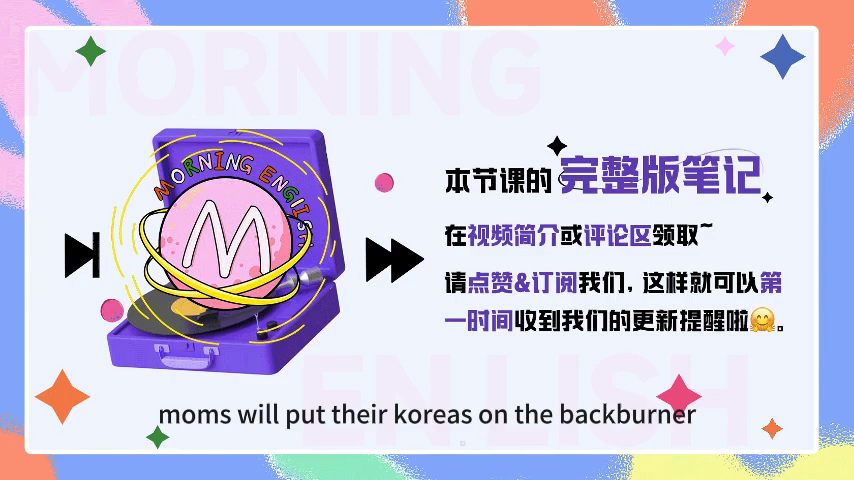 MORNING
MORNING ENGLISH
M
本节课的 完整版笔记
在视频简介或评论区领取~
请点赞&订阅我们，这样就可以第
一时间收到我们的更新提醒啦🤗。
EN LISH
moms will put their koreas on the backburner